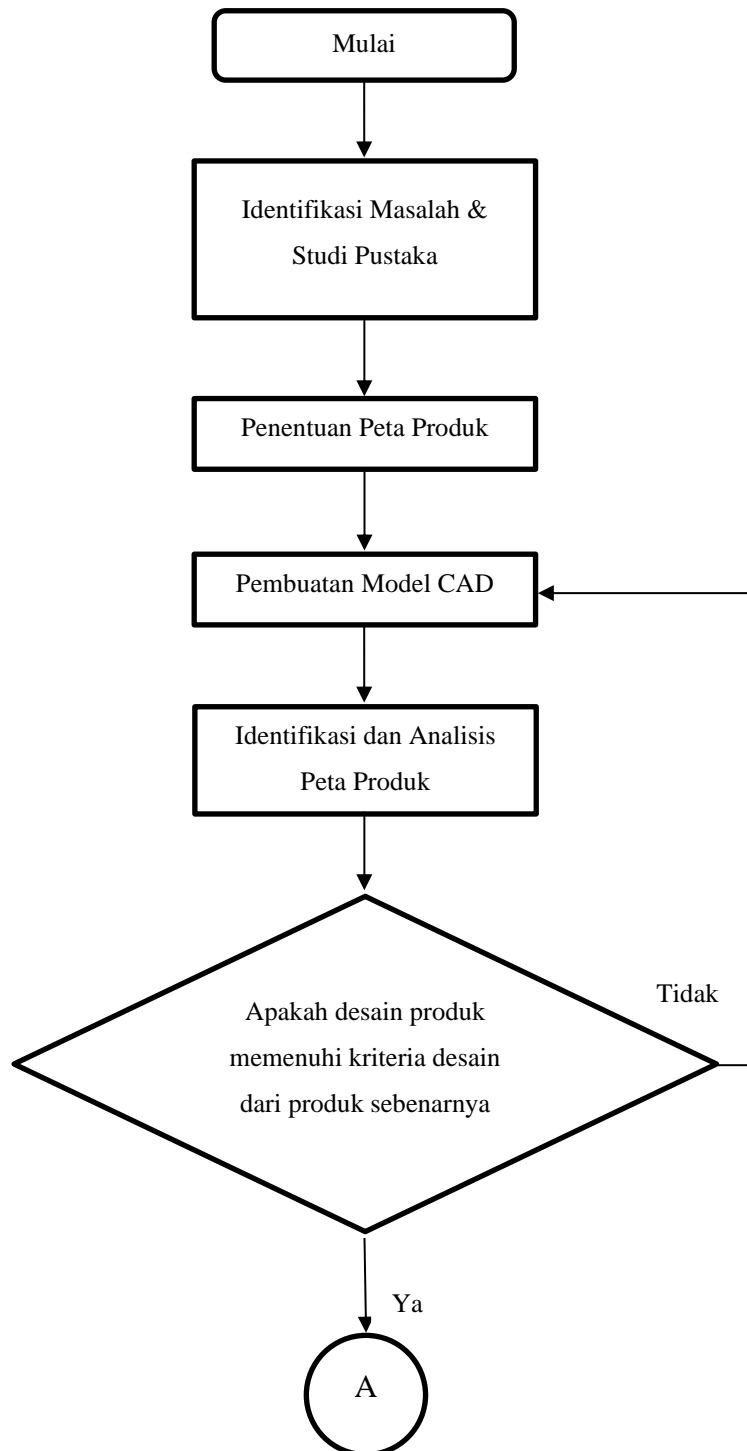 Mulai
Identifikasi Masalah &
Studi Pustaka
Penentuan Peta Produk
Pembuatan Model CAD
Identifikasi dan Analisis
Peta Produk
Apakah desain produk
memenuhi kriteria desain
dari produk sebenarnya
Tidak
Ya
A